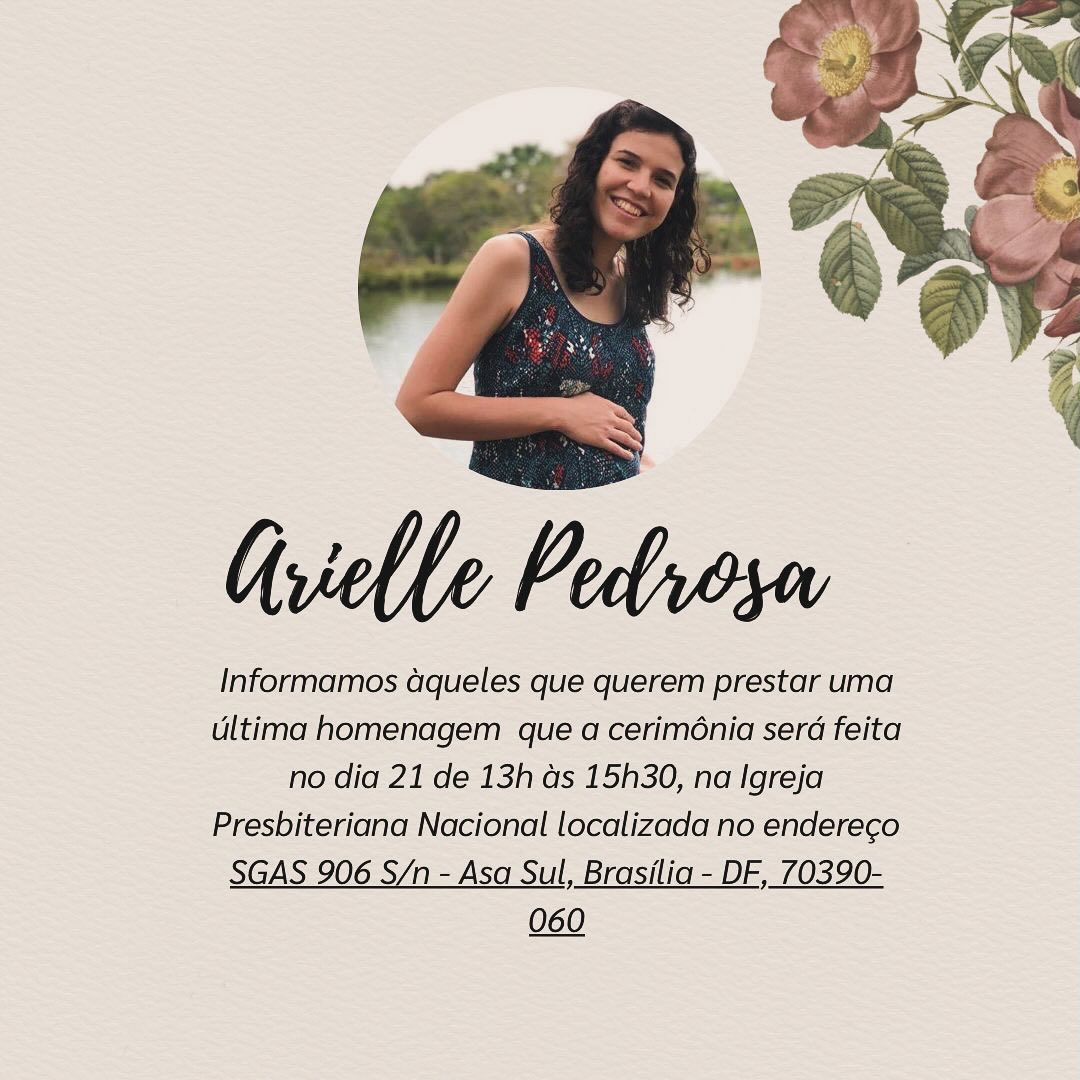 Arielle Pedrosa
Informamos àqueles que querem prestar uma
última homenagem que a cerimônia será feita
no dia 21 de 13h às 15h30, na Igreja
Presbiteriana Nacional localizada no endereço
SGAS 906 S/n - Asa Sul, Brasília - DF, 70390-
060